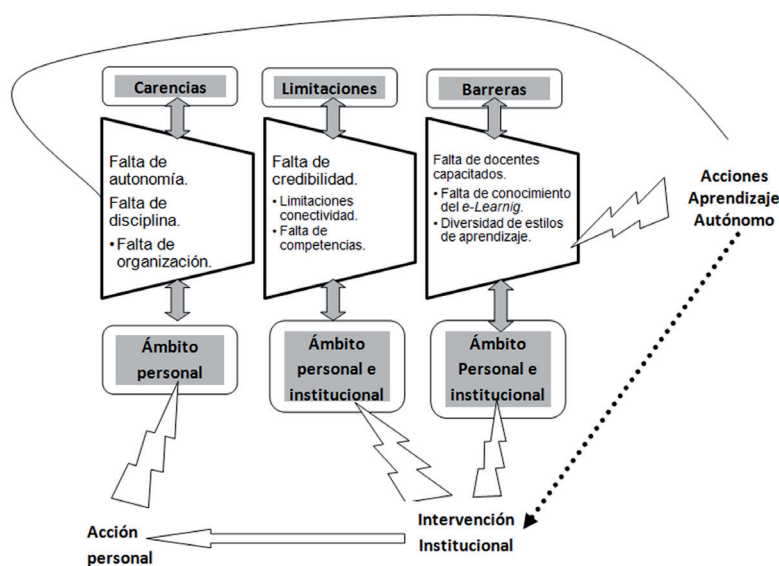 Carencias
Limitaciones
Barreras
Falta de
autonomía.
Falta de
disciplina.
• Falta de
organización.
Falta de
credibilidad.
• Limitaciones
conectividad.
• Falta de
competencias.
Falta de docentes
capacitados.
• Falta de conocimiento
del e-Learnig.
• Diversidad de estilos
de aprendizaje.
Acciones
Aprendizaje
Autónomo
Ámbito
personal
Ámbito
personal e
institucional
Ámbito
Personal e
institucional
Acción
personal
Intervención
Institucional